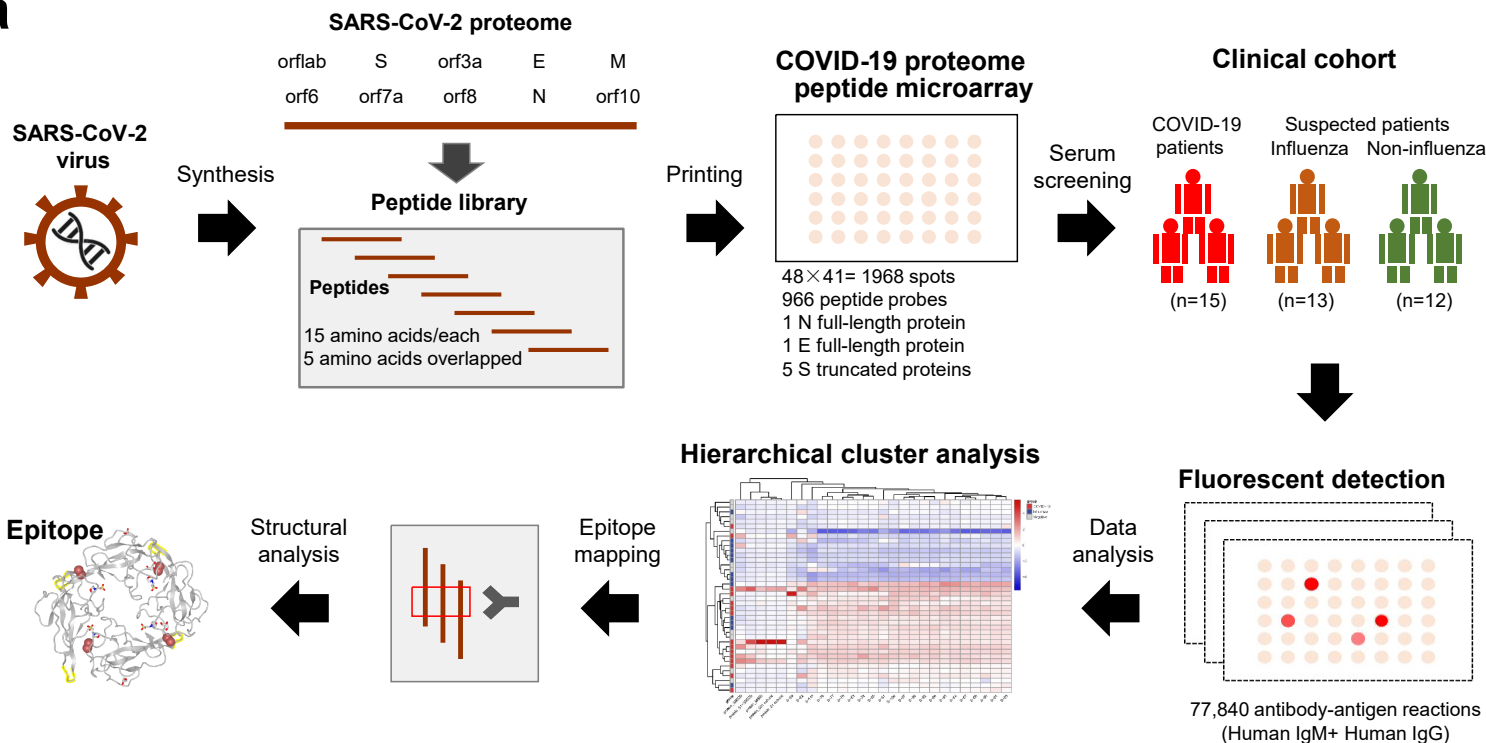 a
SARS-CoV-2 proteome
orflab S orf3a E M
orf6 orf7a orf8 N orf10
SARS-CoV-2
virus
Synthesis
Peptide library
Peptides
15 amino acids/each
5 amino acids overlapped
Printing
COVID-19 proteome
peptide microarray
48×41= 1968 spots
966 peptide probes
1 N full-length protein
1 E full-length protein
5 S truncated proteins
Serum
screening
Clinical cohort
COVID-19
patients
Suspected patients
Influenza Non-influenza
(n=15) (n=13) (n=12)
Fluorescent detection
77,840 antibody-antigen reactions
(Human IgM+ Human IgG)
Data
analysis
Hierarchical cluster analysis
Epitope
mapping
Structural
analysis
Epitope